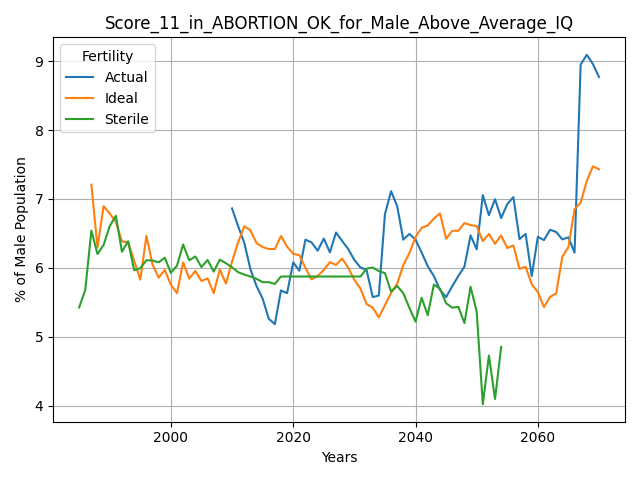 Score_11_in_ABORTION_OK_for_Male_Above_Average_IQ
Fertility
Actual
Ideal
Sterile
% of Male Population
9
8
7
6
5
4
2000
2020
2040
2060
Years